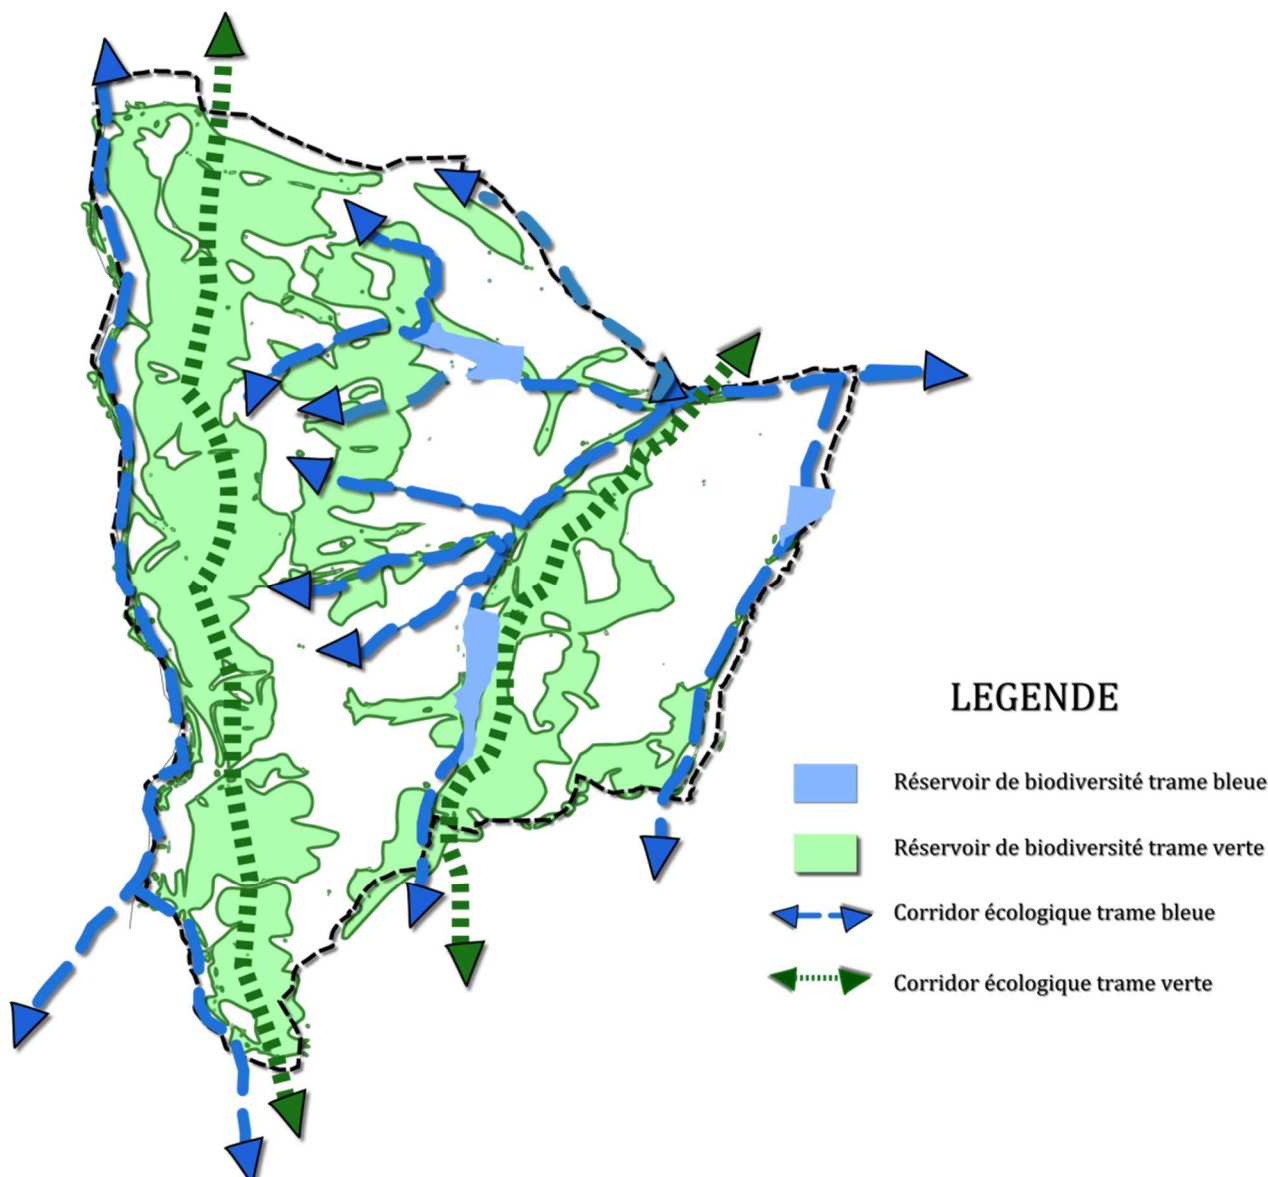 LEGENDE
Réservoir de biodiversité trame bleue
Réservoir de biodiversité trame verte
Corridor écologique trame bleue
Corridor écologique trame verte